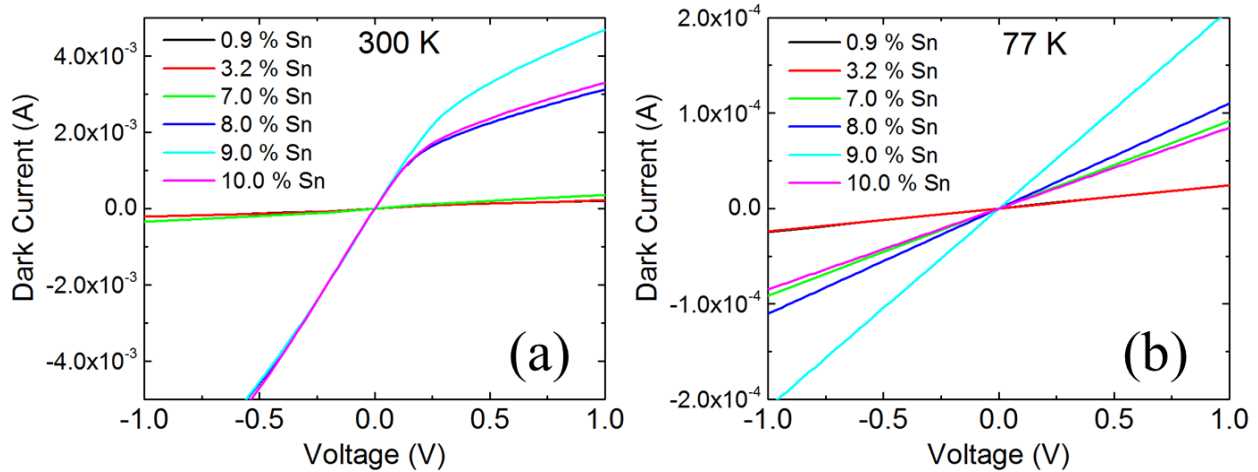 300 K
0.9 % Sn
3.2 % Sn
7.0 % Sn
8.0 % Sn
9.0 % Sn
10.0 % Sn
4.0x10⁻³
2.0x10⁻³
0.0
-2.0x10⁻³
-4.0x10⁻³
Dark Current (A)
-1.0
-0.5
0.0
0.5
1.0
Voltage (V)
(a)
77 K
0.9 % Sn
3.2 % Sn
7.0 % Sn
8.0 % Sn
9.0 % Sn
10.0 % Sn
2.0x10⁻⁴
1.0x10⁻⁴
0.0
-1.0x10⁻⁴
-2.0x10⁻⁴
Dark Current (A)
-1.0
-0.5
0.0
0.5
1.0
Voltage (V)
(b)